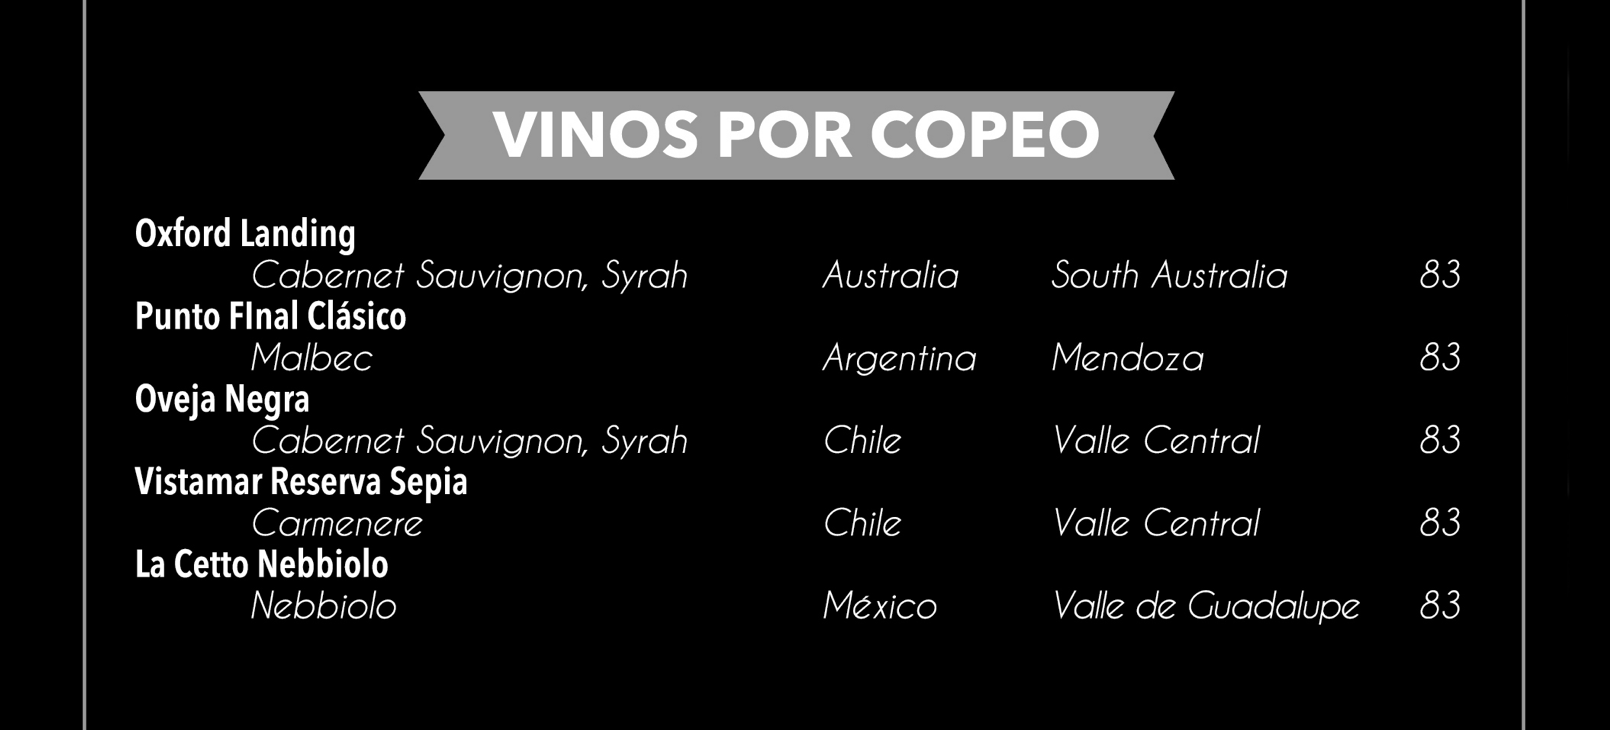 VINOS POR COPEO
Oxford Landing
Cabernet Sauvignon, Syrah Australia South Australia 83
Punto FInal Clásico
Malbec Argentina Mendoza 83
Oveja Negra
Cabernet Sauvignon, Syrah Chile Valle Central 83
Vistamar Reserva Sepia
Carmenere Chile Valle Central 83
La Cetto Nebbiolo
Nebbiolo México Valle de Guadalupe 83